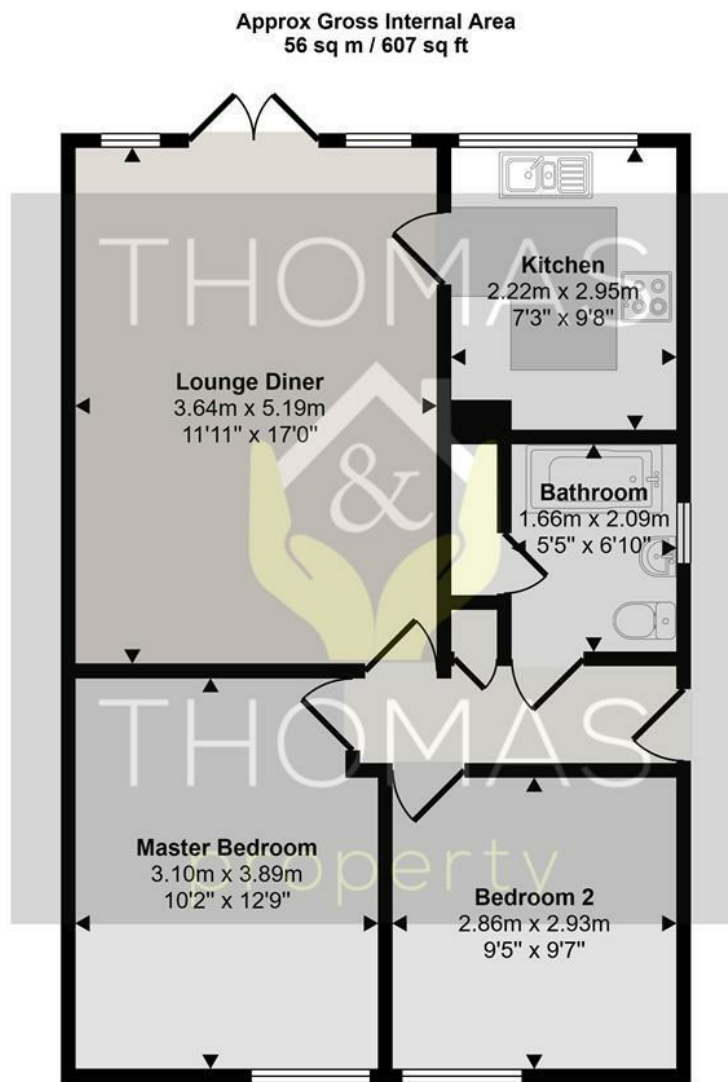 Approx Gross Internal Area
56 sq m / 607 sq ft
THOMAS
Kitchen
2.22m x 2.95m
7'3" x 9'8"
Lounge Diner
3.64m x 5.19m
11'11" x 17'0"
&
Bathroom
1.66m x 2.09m
5'5" x 6'10"
THOMAS
Master Bedroom
3.10m x 3.89m
10'2" x 12'9"
property
Bedroom 2
2.86m x 2.93m
9'5" x 9'7"